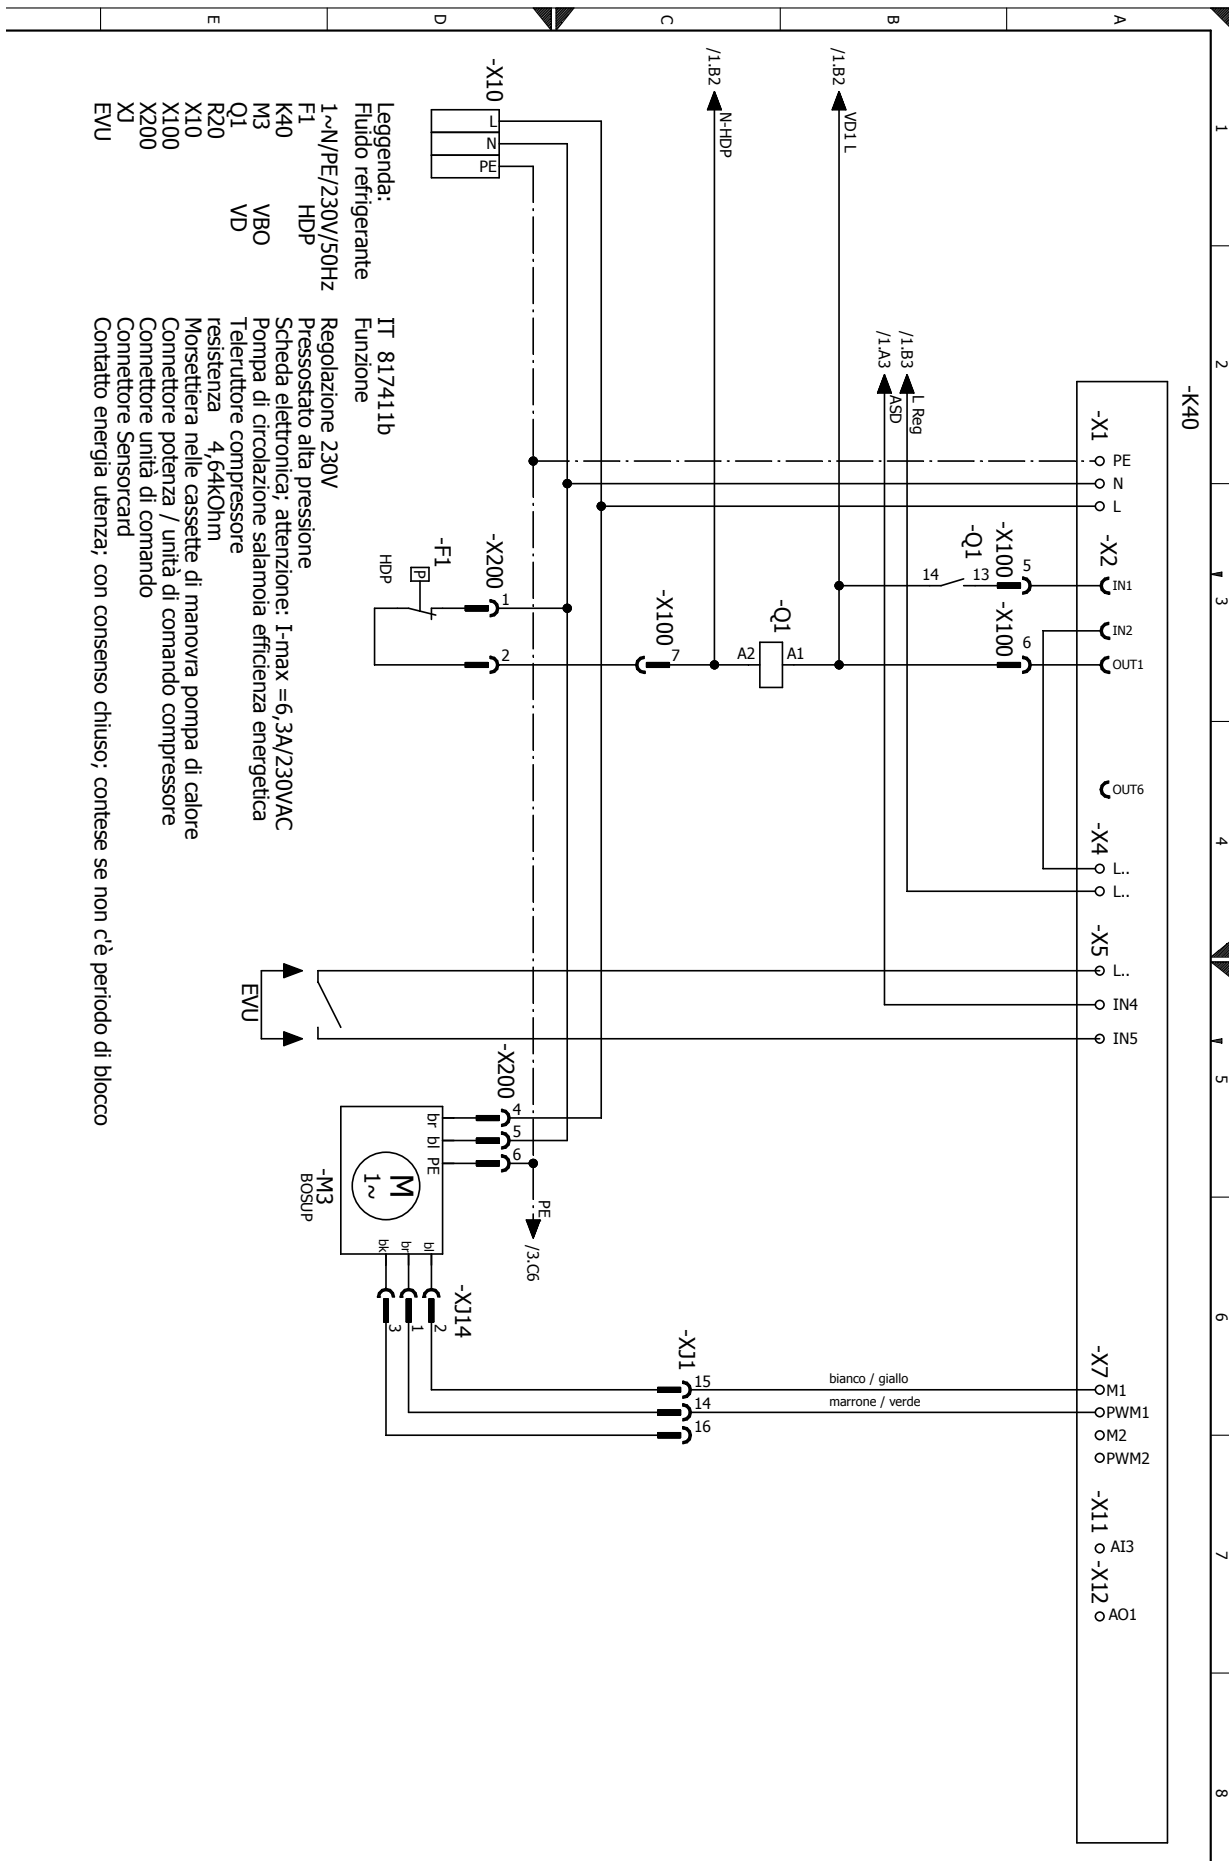 1
2
3
4
5
6
7
8
A
B
C
D
E
-K40
-X1
PE
N
L
-X2
IN1
IN2
OUT1
OUT6
-X4
L..
L..
-X5
L..
IN4
IN5
-X7
M1
PWM1
M2
PWM2
-X11
AI3
-X12
AO1
/1.B3
L Reg
/1.A3
ASD
/1.B2
VD1 L
/1.B2
N-HDP
-X100
5
-Q1
13
14
-X100
6
-Q1
A1
A2
-X100
7
-X10
L
N
PE
-X200
1
2
-F1
P
HDP
EVU
-X200
4
5
6
br
bl
PE
M
1~
-M3
BOSUP
PE
/3.C6
bl
br
bk
-XJ14
2
1
3
-XJ1
15
14
16
bianco / giallo
marrone / verde
Leggenda: IT 817411b
Fluido refrigerante Funzione
1~N/PE/230V/50Hz Regolazione 230V
F1 HDP Pressostato alta pressione
K40 Scheda elettronica; attenzione: I-max =6,3A/230VAC
M3 VBO Pompa di circolazione salamoia efficienza energetica
Q1 VD Teleruttore compressore
R20 resistenza 4,64kOhm
X10 Morsettiera nelle cassette di manovra pompa di calore
X100 Connettore potenza / unità di comando compressore
X200 Connettore unità di comando
XJ Connettore Sensorcard
EVU Contatto energia utenza; con consenso chiuso; contese se non c'è periodo di blocco